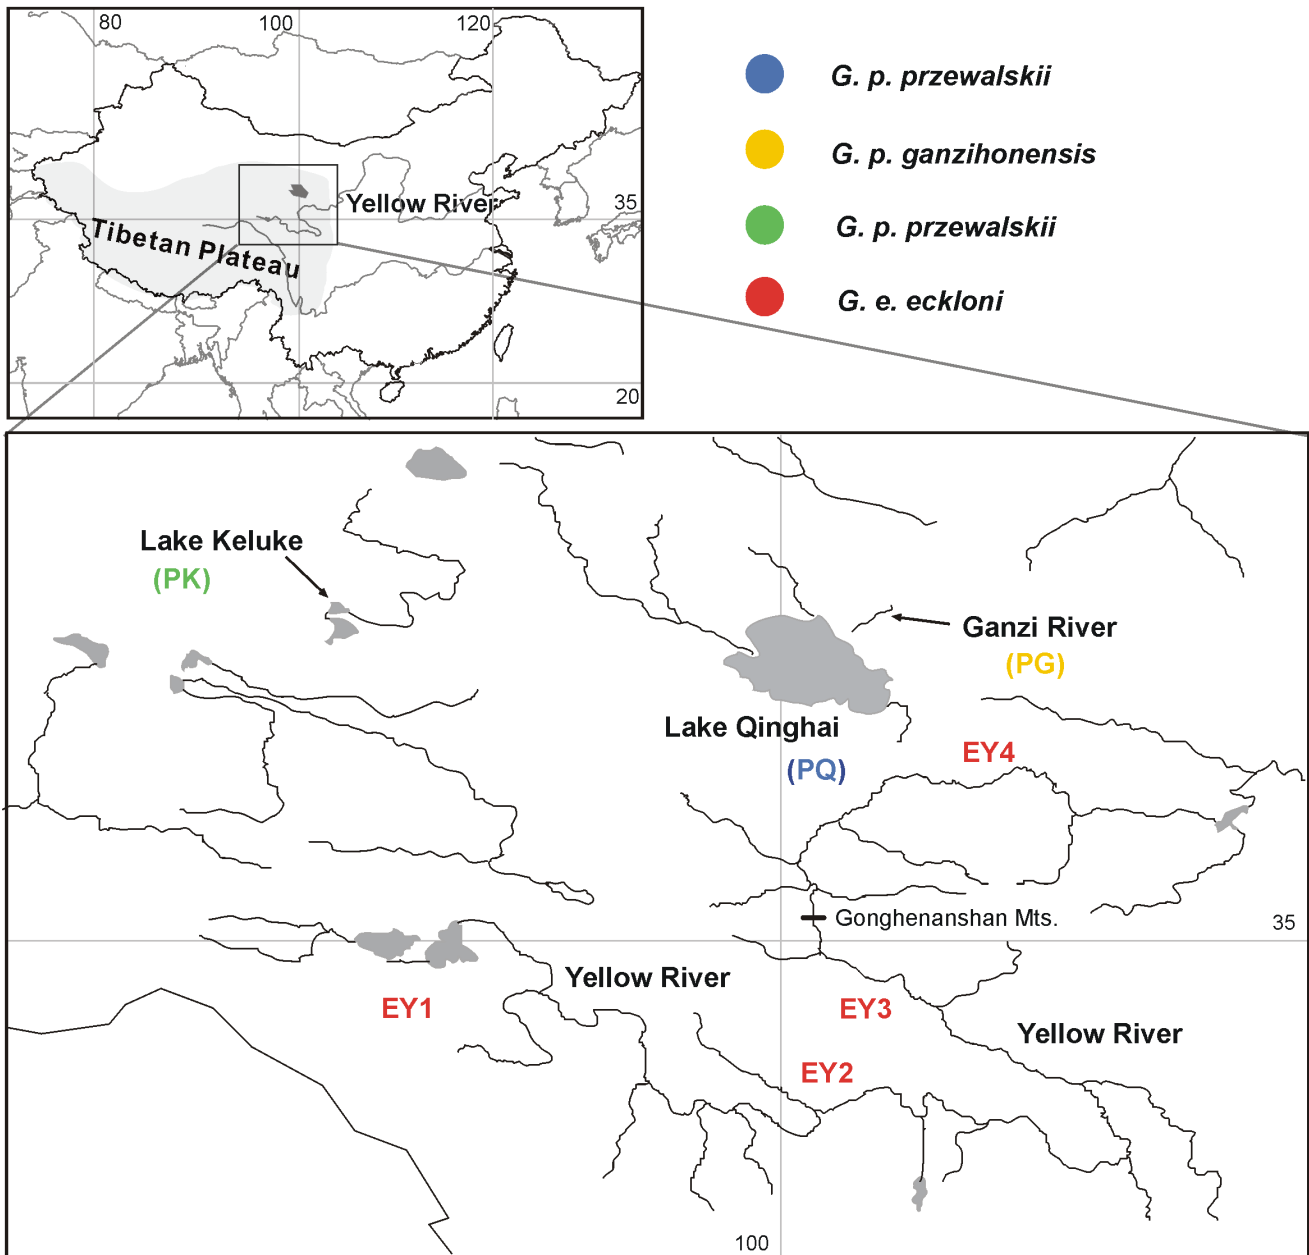 80
100
120
Yellow River
35
Tibetan Plateau
20
G. p. przewalskii
G. p. ganzihonensis
G. p. przewalskii
G. e. eckloni
Lake Keluke
(PK)
Ganzi River
(PG)
Lake Qinghai
(PQ)
EY4
Gonghenanshan Mts.
35
Yellow River
EY1
EY3
Yellow River
EY2
100